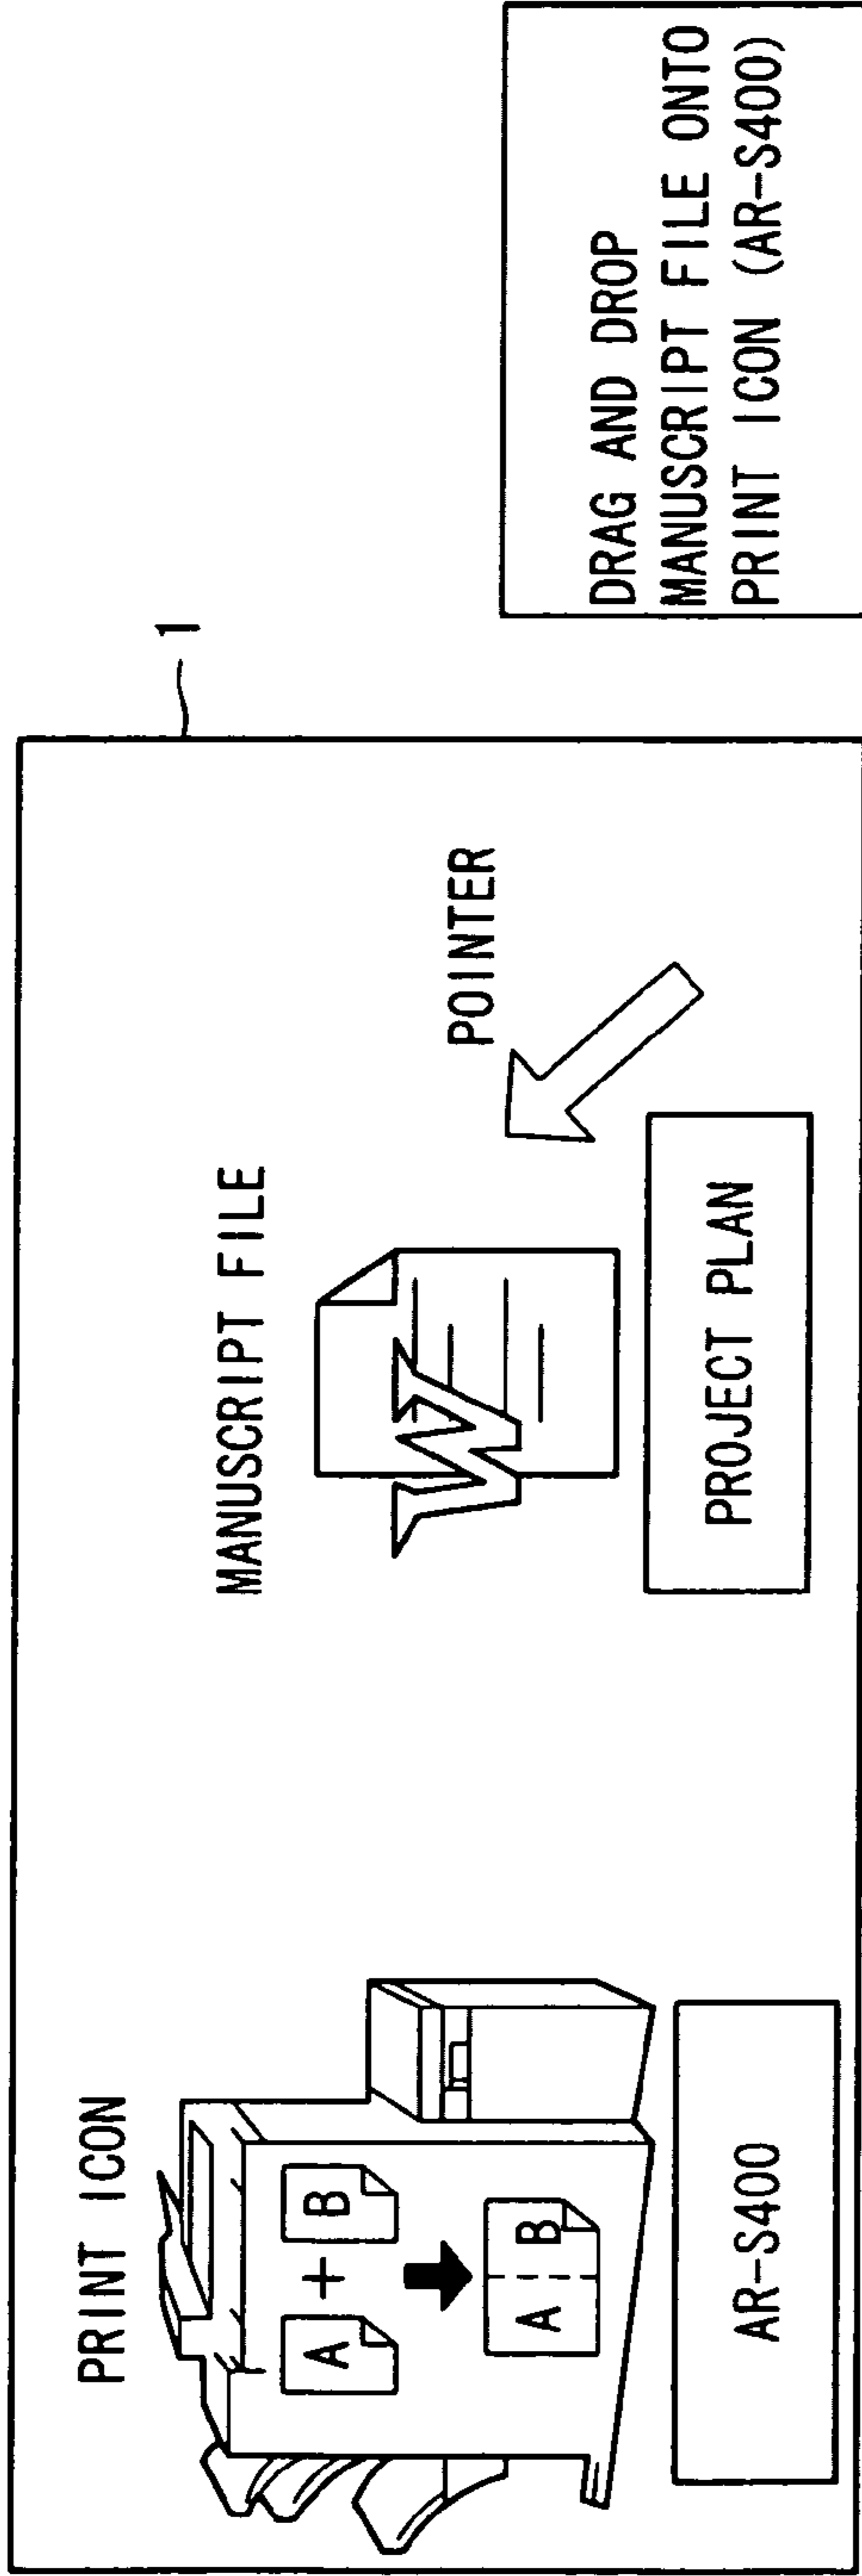 1
PRINT ICON
A + B
A B
AR-S400
MANUSCRIPT FILE
W
PROJECT PLAN
POINTER
DRAG AND DROP
MANUSCRIPT FILE ONTO
PRINT ICON (AR-S400)